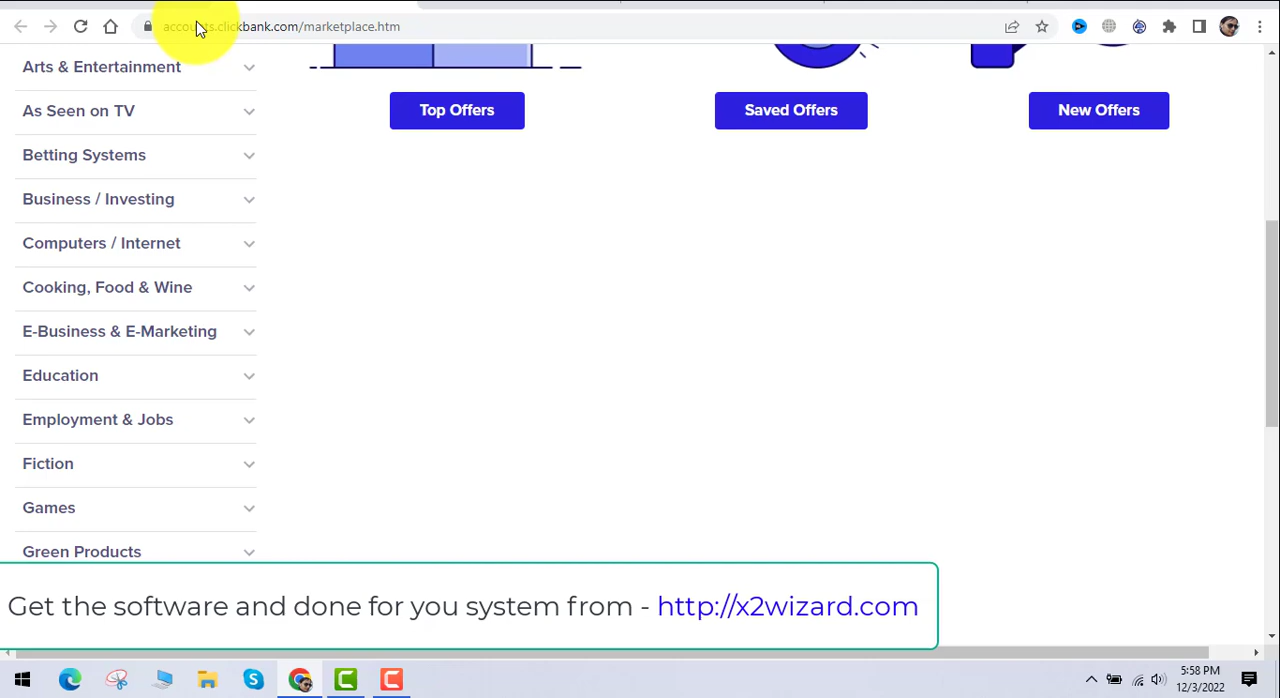 accounts.clickbank.com/marketplace.htm
Arts & Entertainment
As Seen on TV
Betting Systems
Business / Investing
Computers / Internet
Cooking, Food & Wine
E-Business & E-Marketing
Education
Employment & Jobs
Fiction
Games
Green Products
Top Offers
Saved Offers
New Offers
Get the software and done for you system from - http://x2wizard.com
5:58 PM
12/3/2022